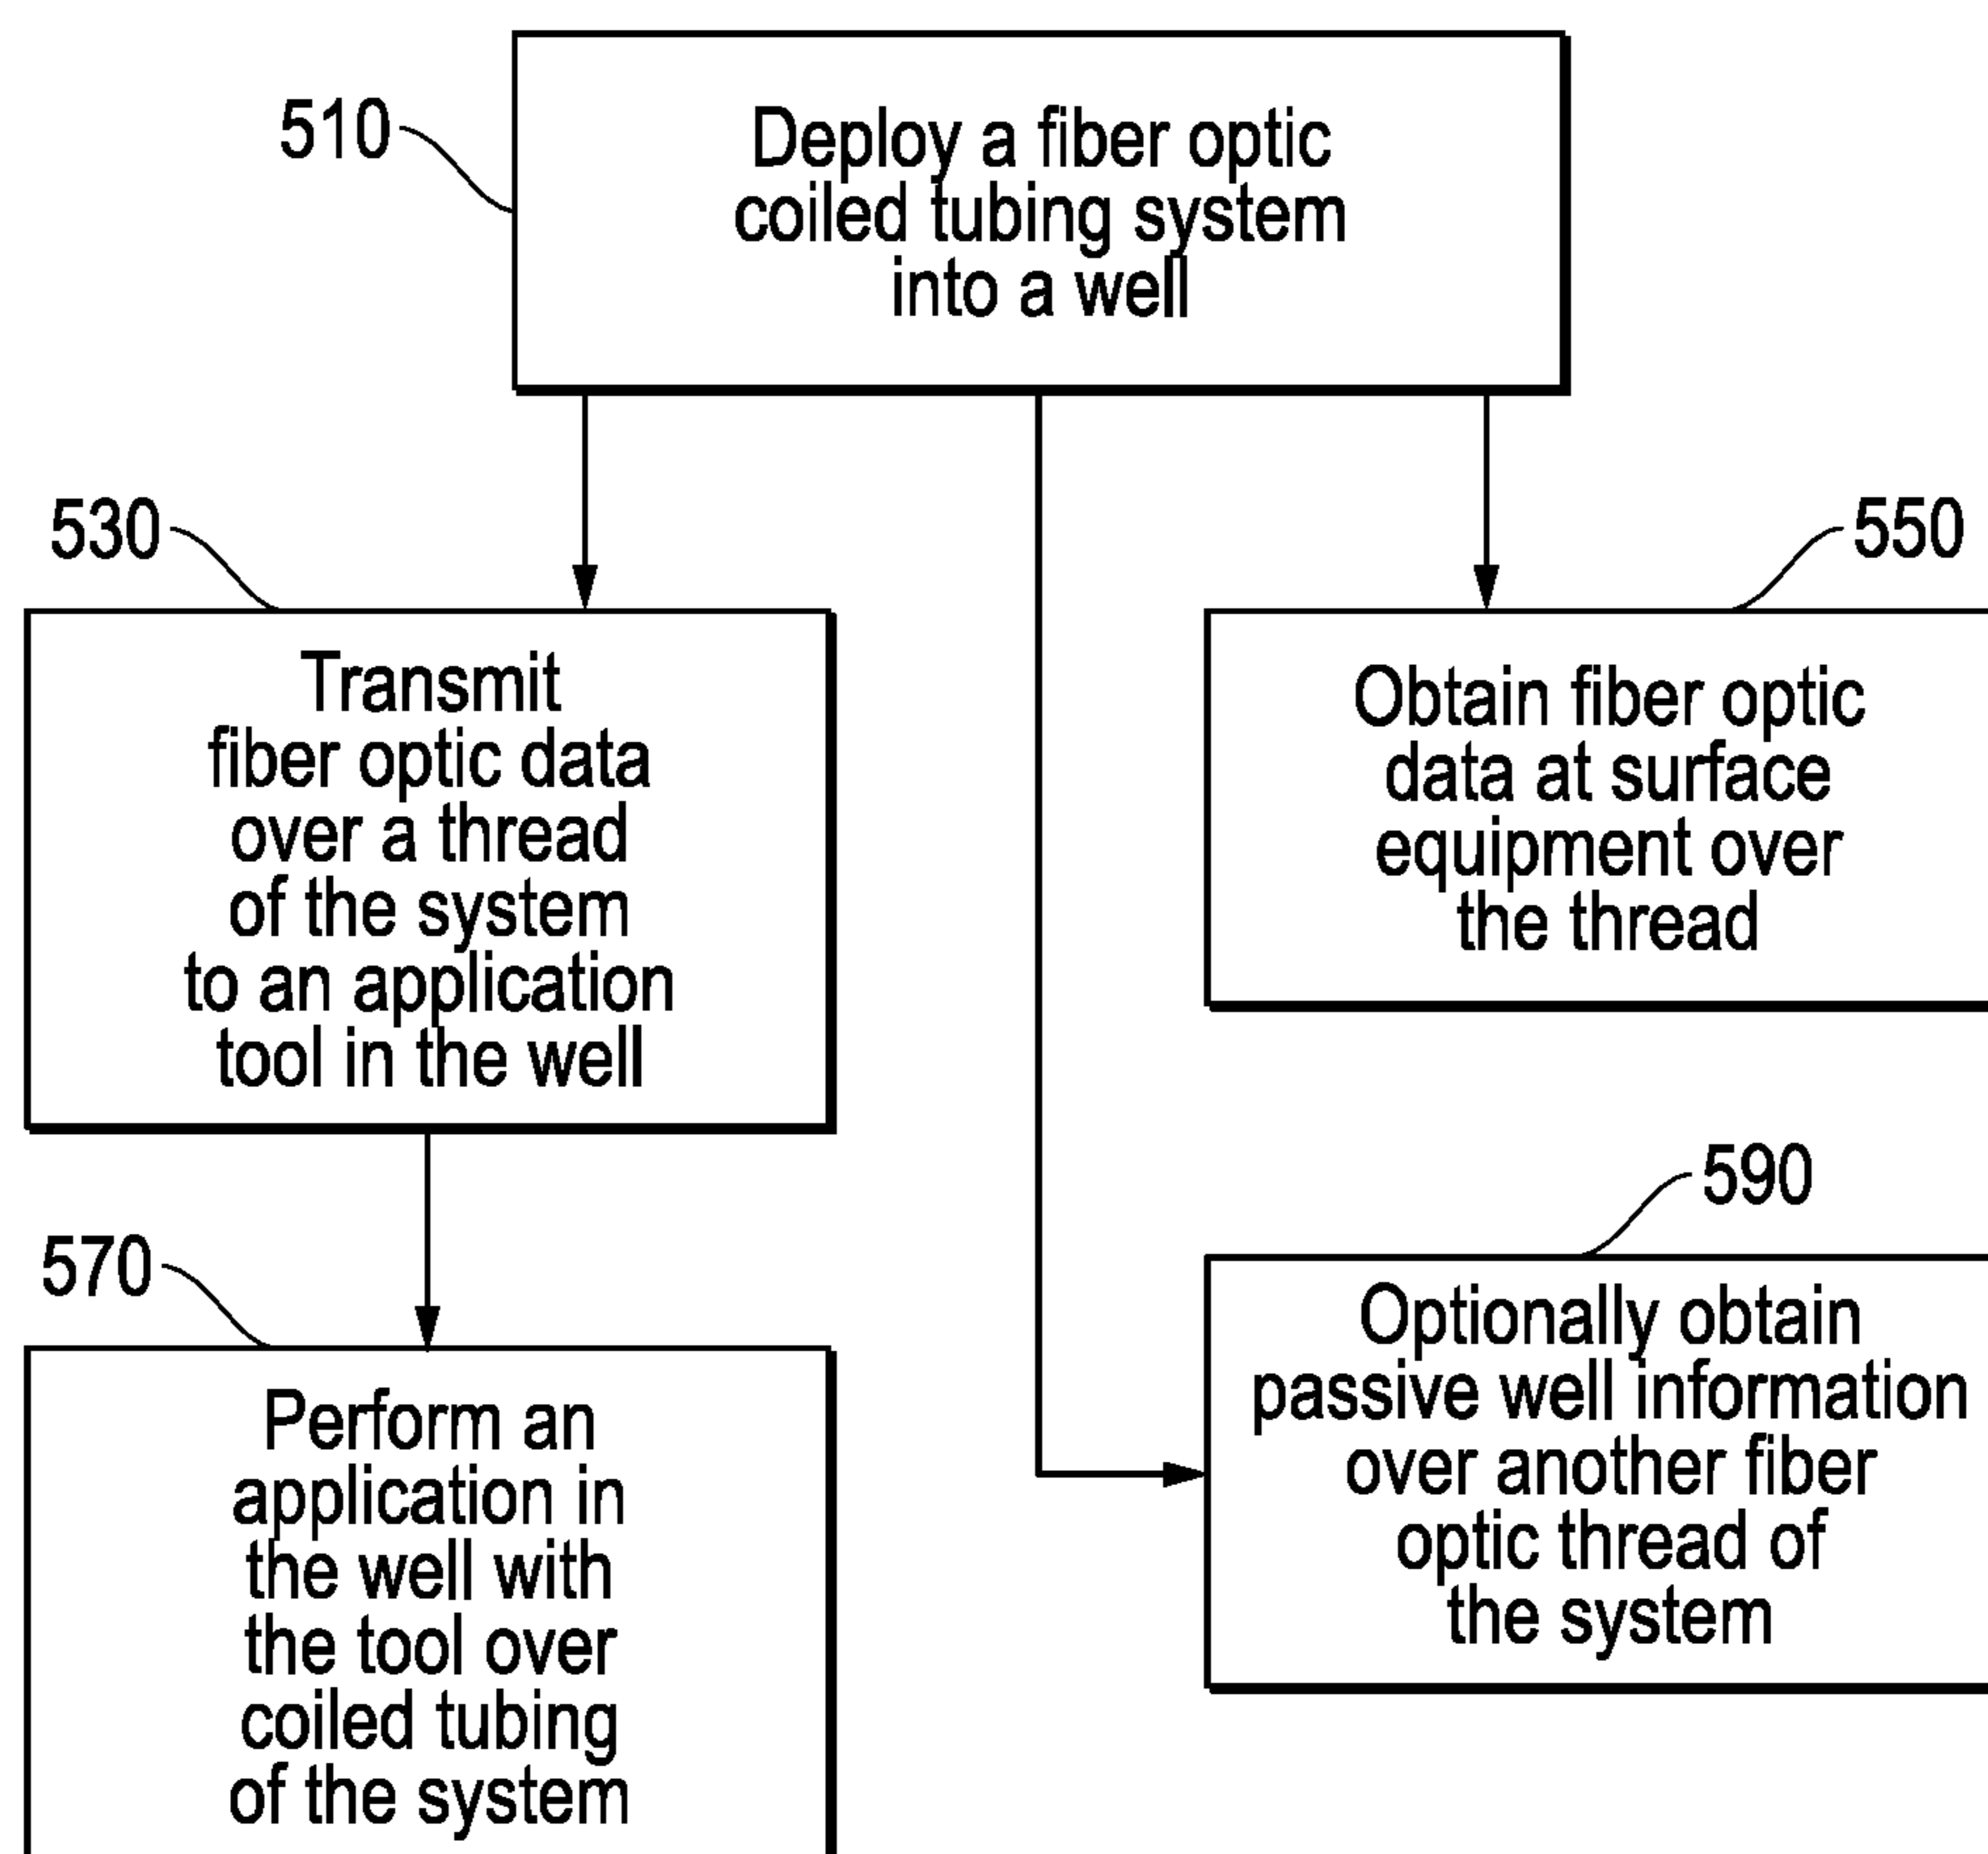 510
Deploy a fiber optic
coiled tubing system
into a well
530
Transmit
fiber optic data
over a thread
of the system
to an application
tool in the well
550
Obtain fiber optic
data at surface
equipment over
the thread
570
Perform an
application in
the well with
the tool over
coiled tubing
of the system
590
Optionally obtain
passive well information
over another fiber
optic thread of
the system